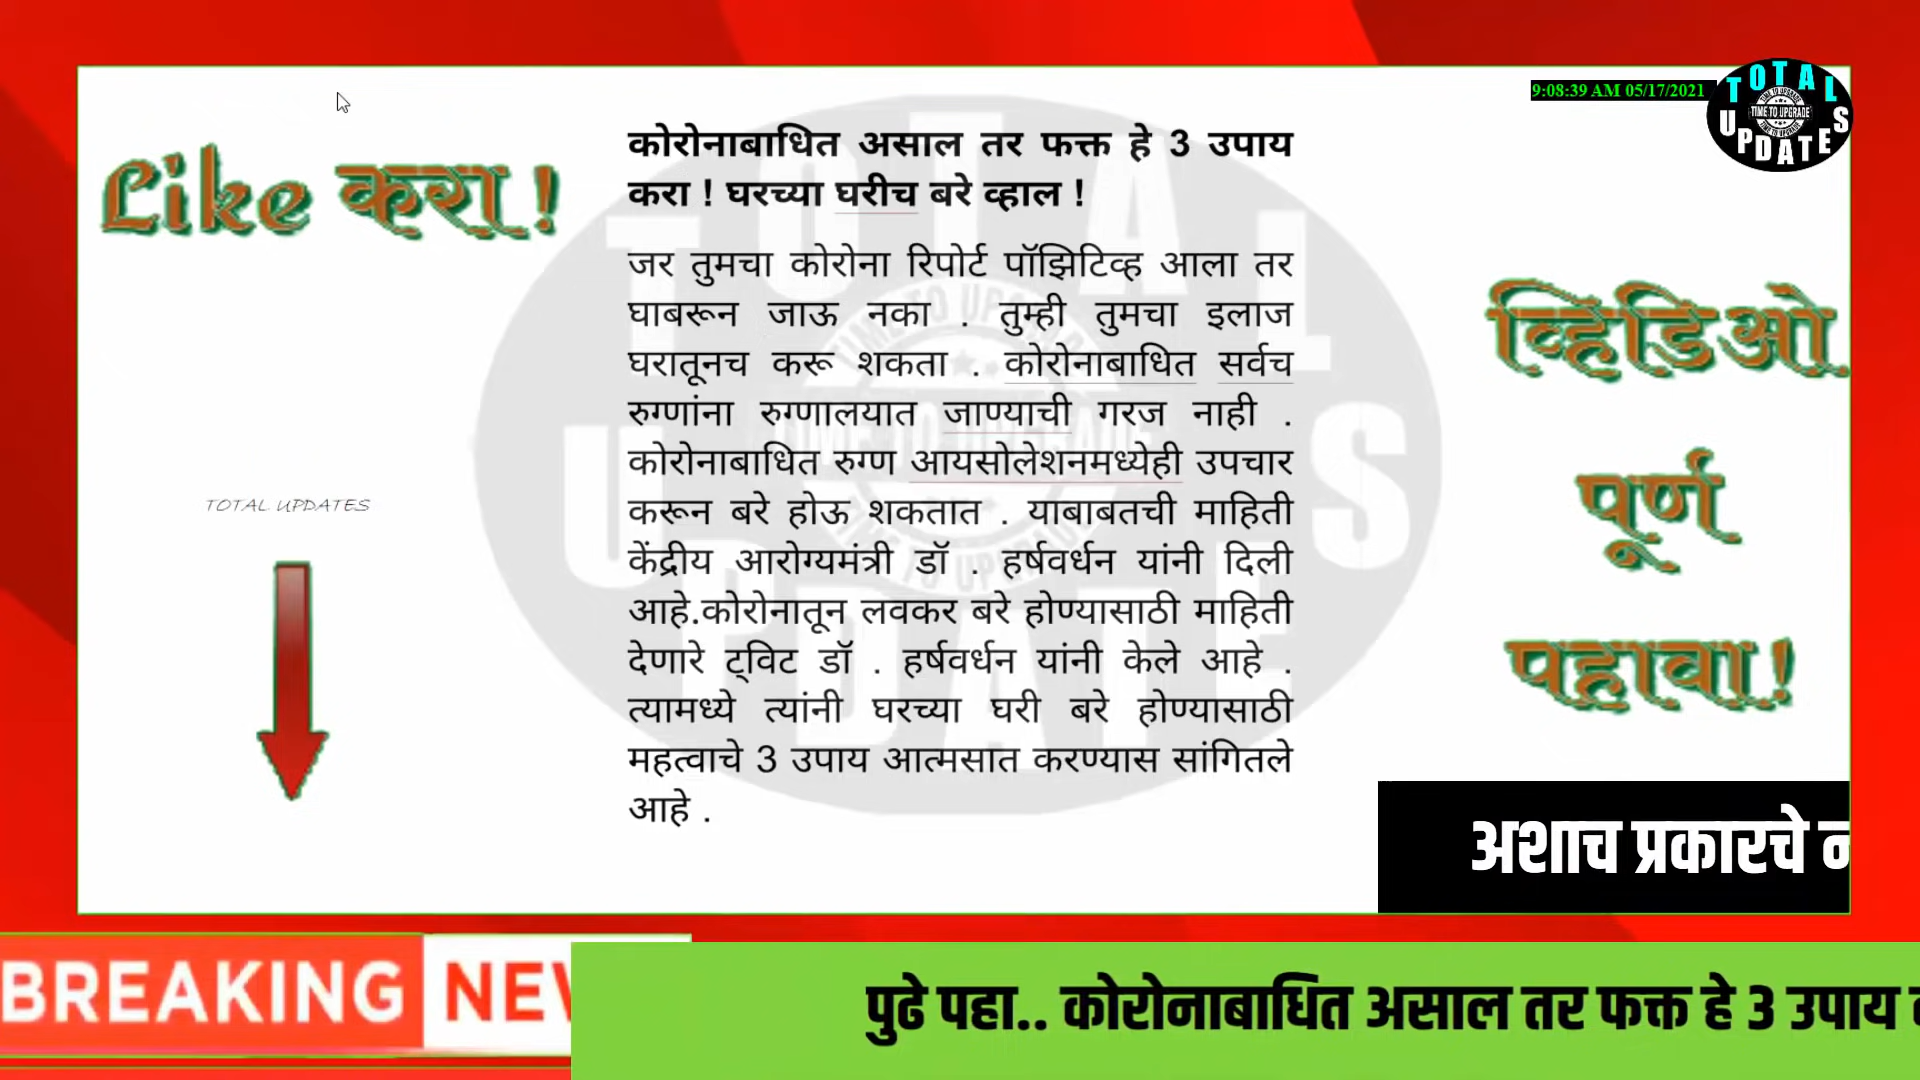 9:08:39 AM 05/17/2021
TOTAL
UPDATES
TIME TO UPGRADE
Like करा !
कोरोनाबाधित असाल तर फक्त हे 3 उपाय
करा ! घरच्या घरीच बरे व्हाल !
जर तुमचा कोरोना रिपोर्ट पॉझिटिव्ह आला तर
घाबरून जाऊ नका . तुम्ही तुमचा इलाज
घरातूनच करू शकता . कोरोनाबाधित सर्वच
रुग्णांना रुग्णालयात जाण्याची गरज नाही .
कोरोनाबाधित रुग्ण आयसोलेशनमध्येही उपचार
करून बरे होऊ शकतात . याबाबतची माहिती
केंद्रीय आरोग्यमंत्री डॉ . हर्षवर्धन यांनी दिली
आहे.कोरोनातून लवकर बरे होण्यासाठी माहिती
देणारे ट्विट डॉ . हर्षवर्धन यांनी केले आहे .
त्यामध्ये त्यांनी घरच्या घरी बरे होण्यासाठी
महत्वाचे 3 उपाय आत्मसात करण्यास सांगितले
आहे .
TOTAL UPDATES
व्हिडिओ
पूर्ण
पहावा !
अशाच प्रकारचे
BREAKING NEW
पुढे पहा.. कोरोनाबाधित असाल तर फक्त हे 3 उपाय